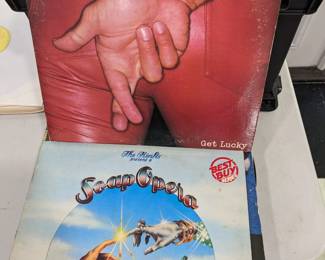 Get Lucky
The Kinks
present a
Soap Opera
BEST
BUY!